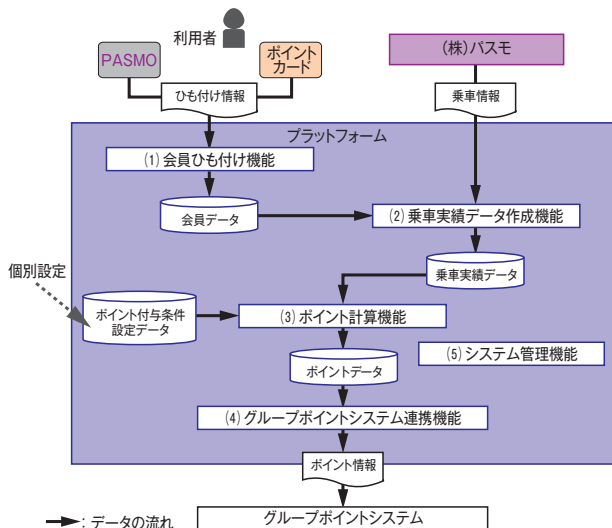 利用者
PASMO
ポイント
カード
(株)パスモ
ひも付け情報
乗車情報
プラットフォーム
(1)会員ひも付け機能
会員データ
(2)乗車実績データ作成機能
乗車実績データ
個別設定
ポイント付与条件
設定データ
(3)ポイント計算機能
(5)システム管理機能
ポイントデータ
(4)グループポイントシステム連携機能
ポイント情報
グループポイントシステム
:データの流れ